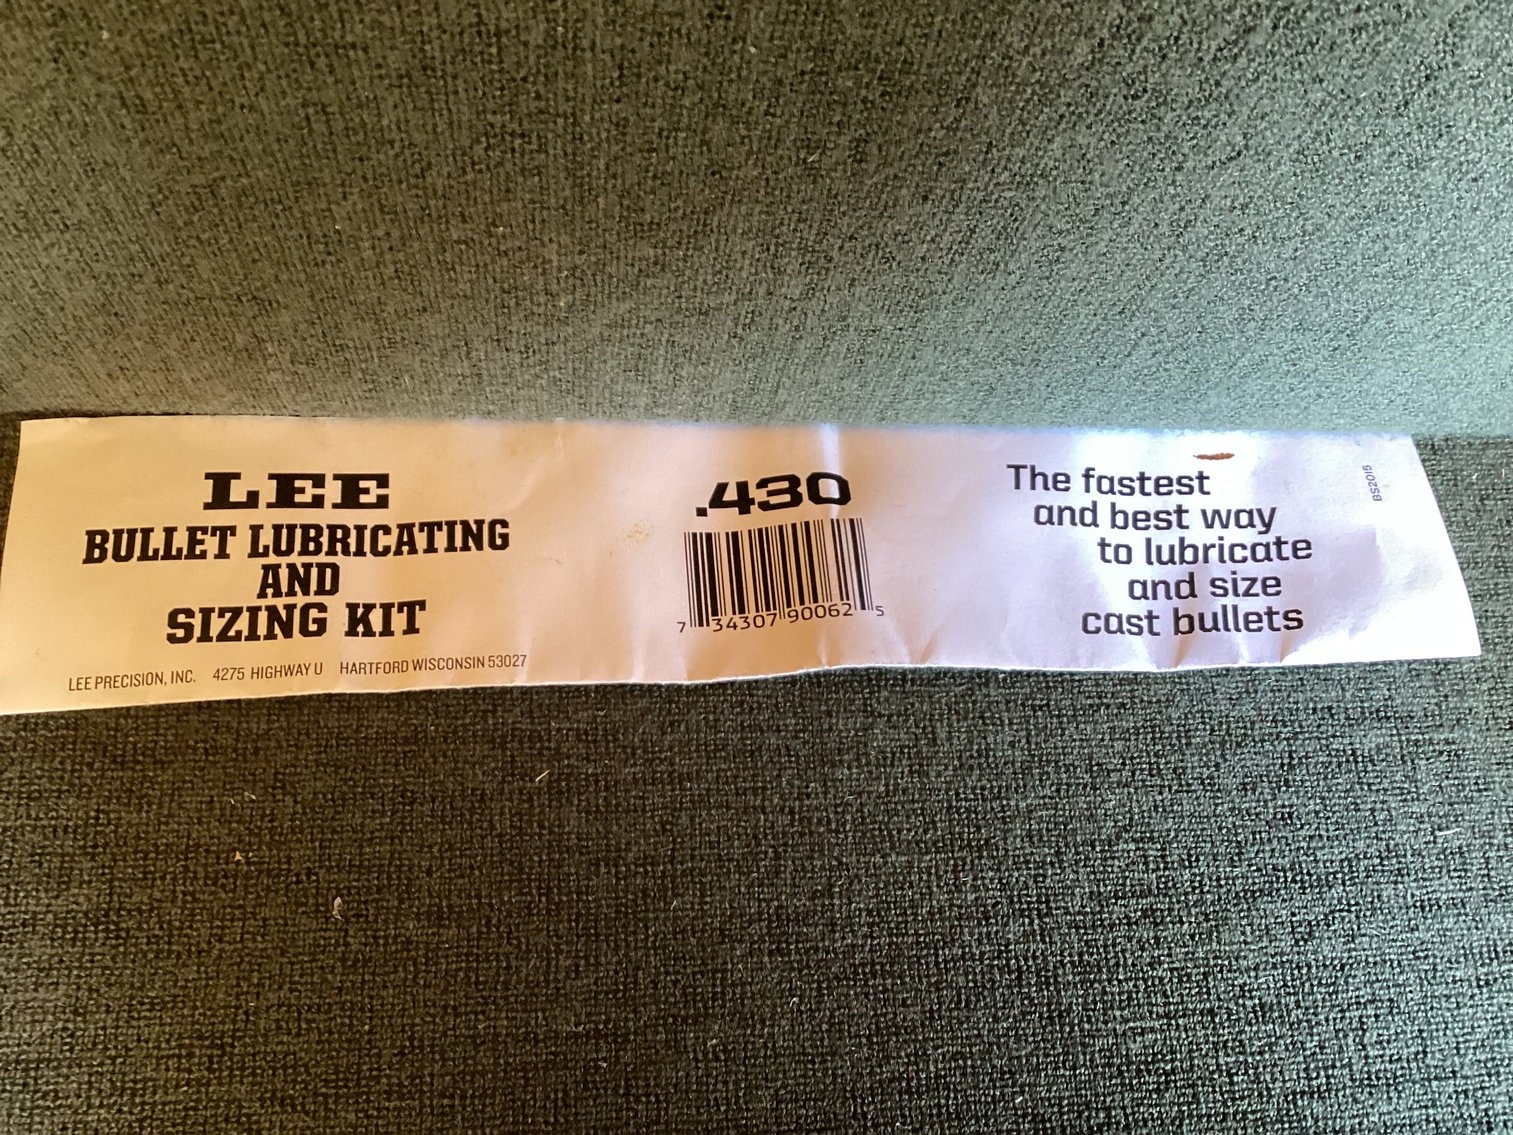 LEE
BULLET LUBRICATING
AND
SIZING KIT
LEE PRECISION, INC. 4275 HIGHWAY U HARTFORD WISCONSIN 53027
.430
7 34307 90062 5
The fastest
and best way
to lubricate
and size
cast bullets
BS2015